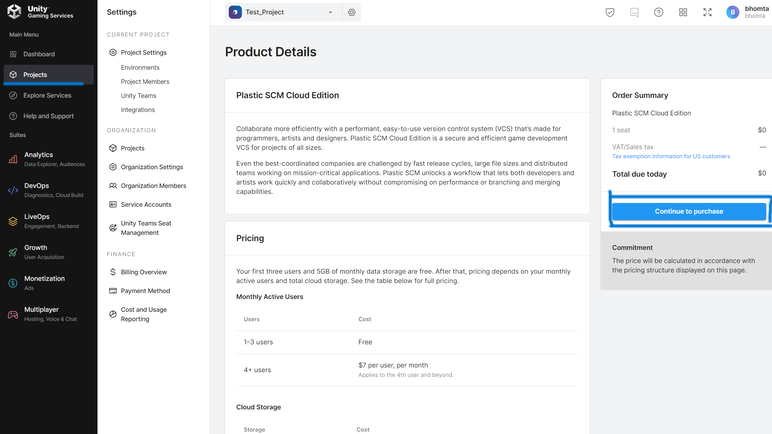 Unity
Gaming Services
Main Menu
Dashboard
Projects
Explore Services
Help and Support
Suites
Analytics
Data Explorer, Audiences
DevOps
Diagnostics, Cloud Build
LiveOps
Engagement, Backend
Growth
User Acquisition
Monetization
Ads
Multiplayer
Hosting, Voice & Chat
Settings
CURRENT PROJECT
Project Settings
Environments
Project Members
Unity Teams
Integrations
ORGANIZATION
Projects
Organization Settings
Organization Members
Service Accounts
Unity Teams Seat
Management
FINANCE
Billing Overview
Payment Method
Cost and Usage
Reporting
Test_Project
B
bhomta
bhomta
Product Details
Plastic SCM Cloud Edition
Collaborate more efficiently with a performant, easy-to-use version control system (VCS) that's made for
programmers, artists and designers. Plastic SCM Cloud Edition is a secure and efficient game development
VCS for projects of all sizes.
Even the best-coordinated companies are challenged by fast release cycles, large file sizes and distributed
teams working on mission-critical applications. Plastic SCM unlocks a workflow that lets both developers and
artists work quickly and collaboratively without compromising on performance or branching and merging
capabilities.
Pricing
Your first three users and 5GB of monthly data storage are free. After that, pricing depends on your monthly
active users and total cloud storage. See the table below for full pricing.
Monthly Active Users
Users Cost
1–3 users Free
4+ users $7 per user, per month
Applies to the 4th user and beyond.
Cloud Storage
Storage Cost
Order Summary
Plastic SCM Cloud Edition
1 seat $0
VAT/Sales tax —
Tax exemption information for US customers
Total due today $0
Continue to purchase
Commitment
The price will be calculated in accordance with
the pricing structure displayed on this page.